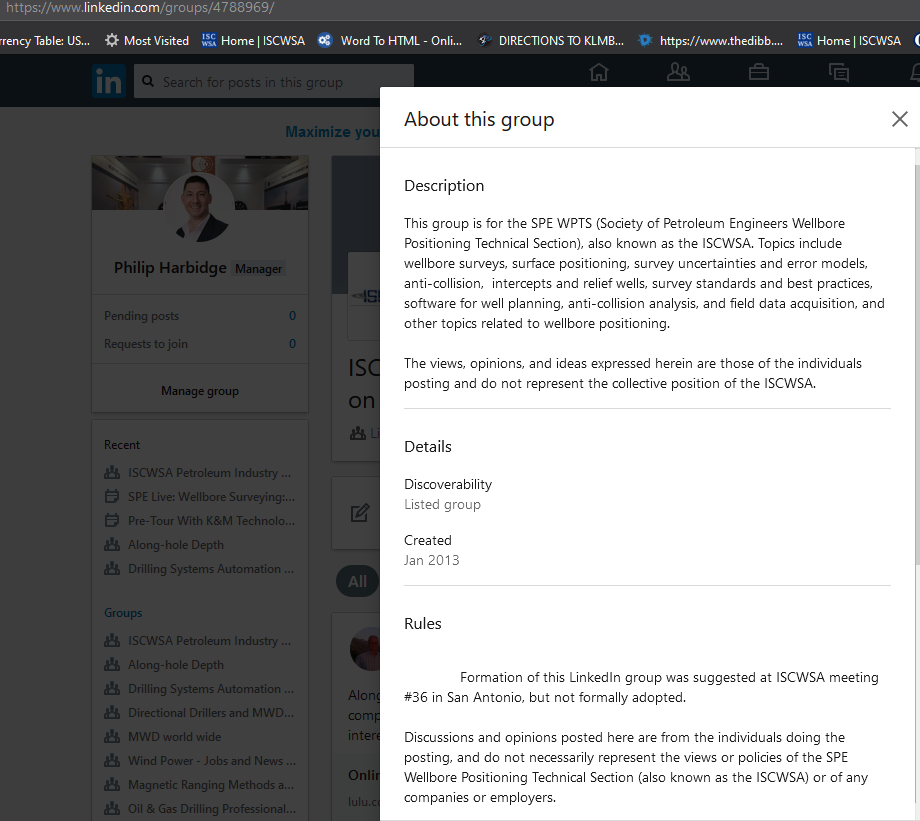 https://www.linkedin.com/groups/4788969/
rrency Table: US...
Most Visited
ISC WSA Home | ISCWSA
Word To HTML - Onli...
DIRECTIONS TO KLMB...
https://www.thedibb....
ISC WSA Home | ISCWSA
in
Search for posts in this group
Maximize you
Philip Harbidge Manager
Pending posts 0
Requests to join 0
Manage group
Recent
ISCWSA Petroleum Industry ...
SPE Live: Wellbore Surveying:...
Pre-Tour With K&M Technolo...
Along-hole Depth
Drilling Systems Automation ...
Groups
ISCWSA Petroleum Industry ...
Along-hole Depth
Drilling Systems Automation ...
Directional Drillers and MWD...
MWD world wide
Wind Power - Jobs and News ...
Magnetic Ranging Methods a...
Oil & Gas Drilling Professional...
ISC
on
Li
All
Along
comp
intere
Onlin
lulu.c
About this group
Description
This group is for the SPE WPTS (Society of Petroleum Engineers Wellbore
Positioning Technical Section), also known as the ISCWSA. Topics include
wellbore surveys, surface positioning, survey uncertainties and error models,
anti-collision,  intercepts and relief wells, survey standards and best practices,
software for well planning, anti-collision analysis, and field data acquisition, and
other topics related to wellbore positioning.
The views, opinions, and ideas expressed herein are those of the individuals
posting and do not represent the collective position of the ISCWSA.
Details
Discoverability
Listed group
Created
Jan 2013
Rules
Formation of this LinkedIn group was suggested at ISCWSA meeting
#36 in San Antonio, but not formally adopted.
Discussions and opinions posted here are from the individuals doing the
posting, and do not necessarily represent the views or policies of the SPE
Wellbore Positioning Technical Section (also known as the ISCWSA) or of any
companies or employers.